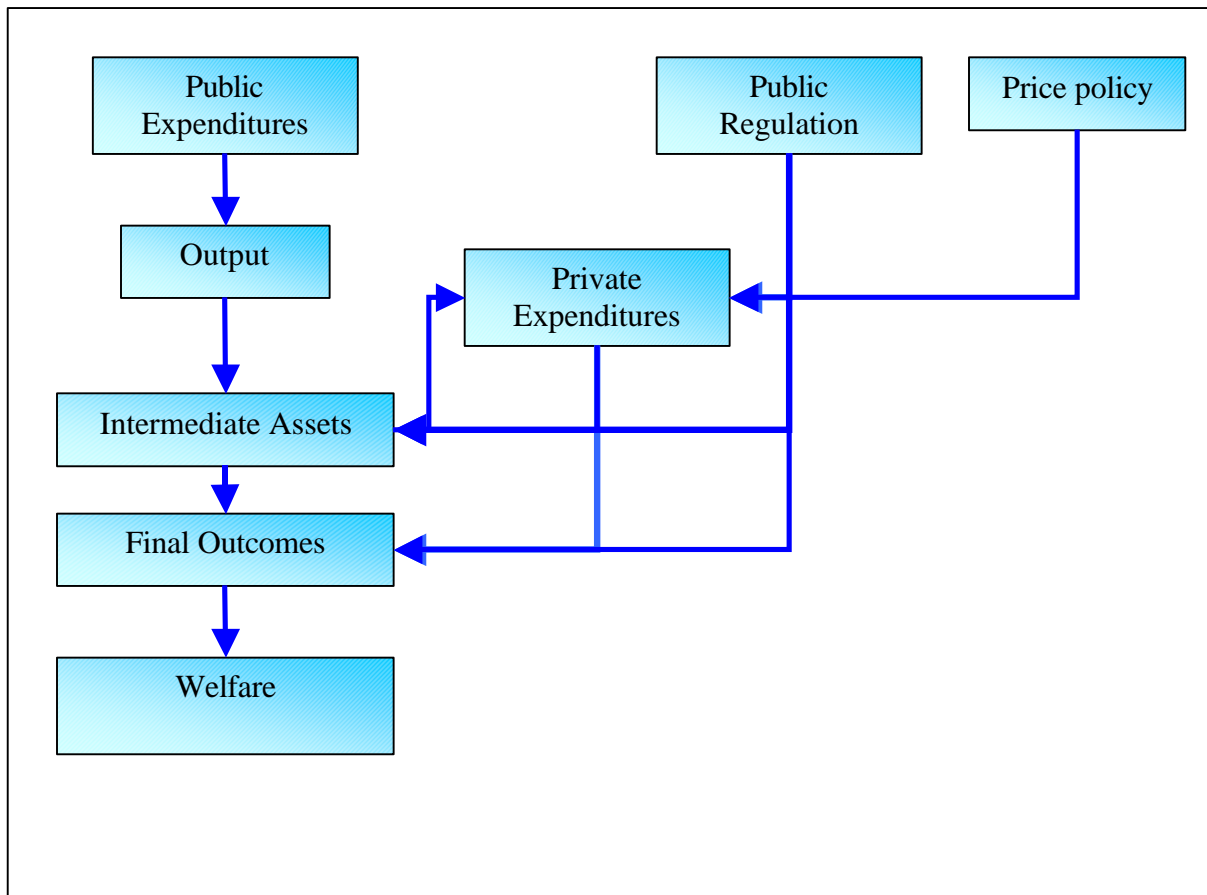 Public
Expenditures
Public
Regulation
Price policy
Output
Private
Expenditures
Intermediate Assets
Final Outcomes
Welfare